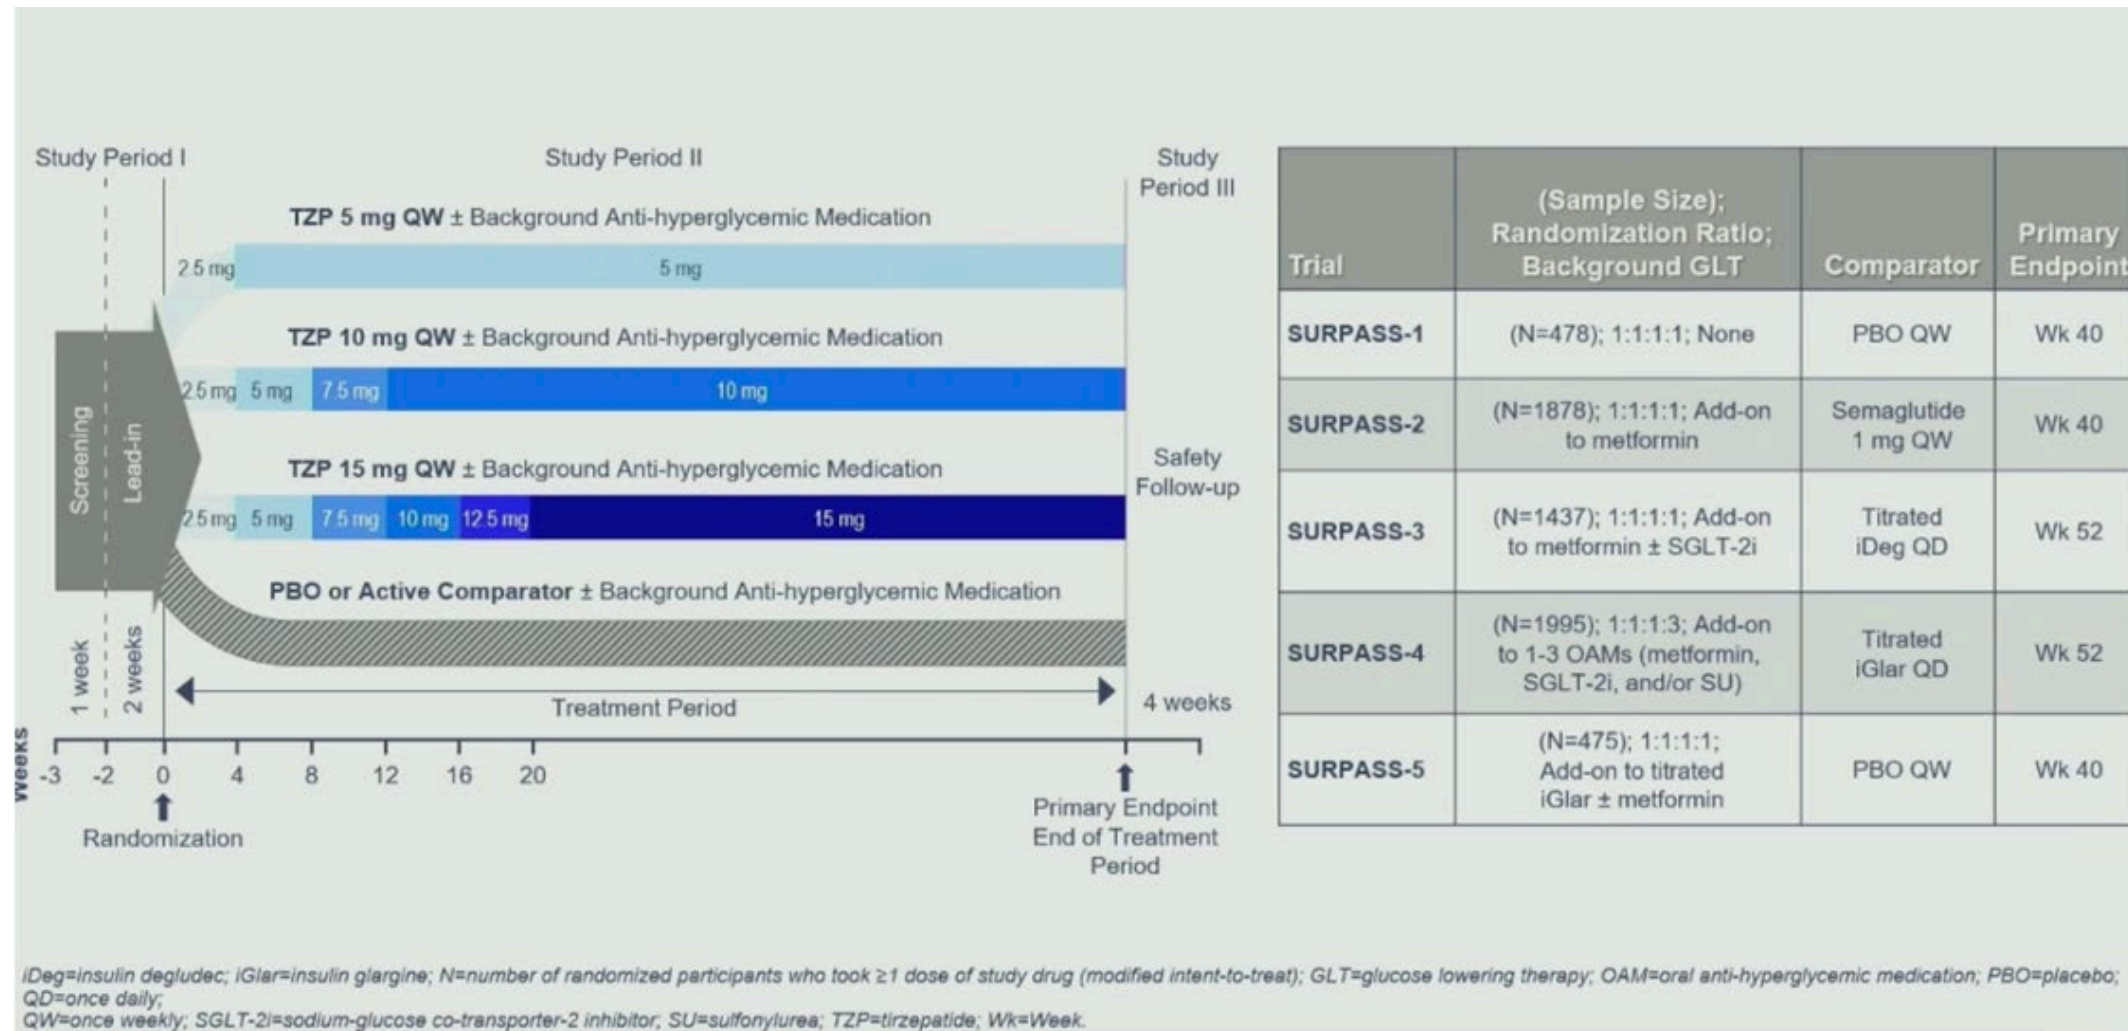 Study Period I
Study Period II
Study
Period III
TZP 5 mg QW ± Background Anti-hyperglycemic Medication
2.5 mg
5 mg
TZP 10 mg QW ± Background Anti-hyperglycemic Medication
2.5 mg 5 mg 7.5 mg 10 mg
TZP 15 mg QW ± Background Anti-hyperglycemic Medication
2.5 mg 5 mg 7.5 mg 10 mg 12.5 mg 15 mg
Screening
Lead-in
Safety
Follow-up
PBO or Active Comparator ± Background Anti-hyperglycemic Medication
1 week
2 weeks
Treatment Period
4 weeks
Weeks
-3 -2 0 4 8 12 16 20
Randomization
Primary Endpoint
End of Treatment
Period
Trial
(Sample Size);
Randomization Ratio;
Background GLT
Comparator
Primary
Endpoint
SURPASS-1
(N=478); 1:1:1:1; None
PBO QW
Wk 40
SURPASS-2
(N=1878); 1:1:1:1; Add-on
to metformin
Semaglutide
1 mg QW
Wk 40
SURPASS-3
(N=1437); 1:1:1:1; Add-on
to metformin ± SGLT-2i
Titrated
iDeg QD
Wk 52
SURPASS-4
(N=1995); 1:1:1:3; Add-on
to 1-3 OAMs (metformin,
SGLT-2i, and/or SU)
Titrated
iGlar QD
Wk 52
SURPASS-5
(N=475); 1:1:1:1;
Add-on to titrated
iGlar ± metformin
PBO QW
Wk 40
iDeg=insulin degludec; iGlar=insulin glargine; N=number of randomized participants who took ≥1 dose of study drug (modified intent-to-treat); GLT=glucose lowering therapy; OAM=oral anti-hyperglycemic medication; PBO=placebo;
QD=once daily;
QW=once weekly; SGLT-2i=sodium-glucose co-transporter-2 inhibitor; SU=sulfonylurea; TZP=tirzepatide; Wk=Week.